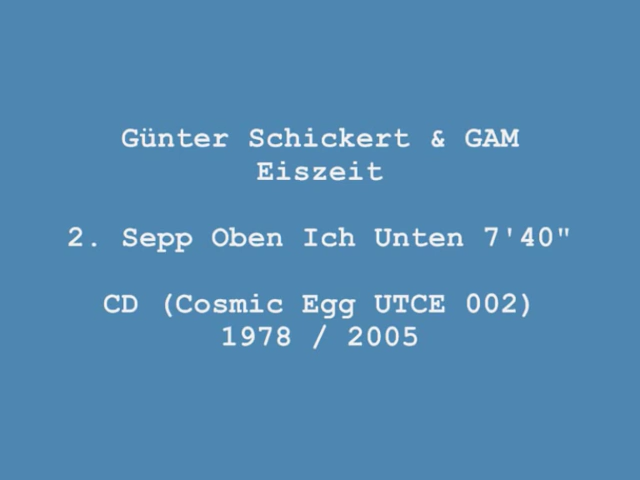 Günter Schickert & GAM
Eiszeit
2. Sepp Oben Ich Unten 7'40"
CD (Cosmic Egg UTCE 002)
1978 / 2005